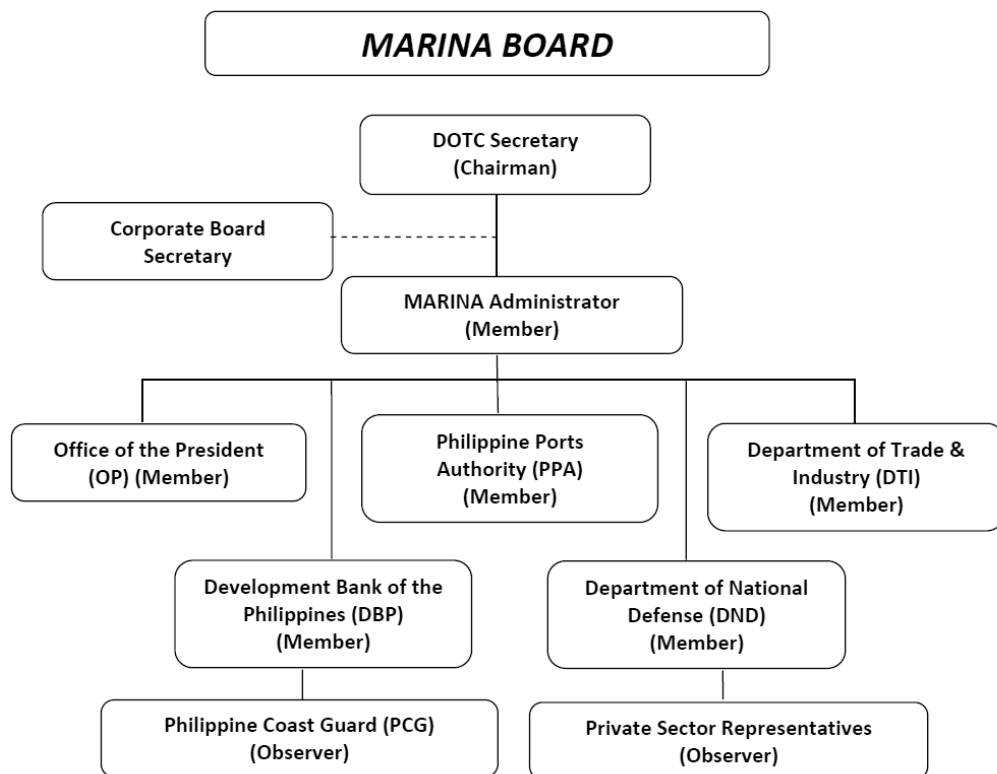 MARINA BOARD
DOTC Secretary
(Chairman)
Corporate Board
Secretary
MARINA Administrator
(Member)
Office of the President
(OP) (Member)
Philippine Ports
Authority (PPA)
(Member)
Department of Trade &
Industry (DTI)
(Member)
Development Bank of the
Philippines (DBP)
(Member)
Department of National
Defense (DND)
(Member)
Philippine Coast Guard (PCG)
(Observer)
Private Sector Representatives
(Observer)